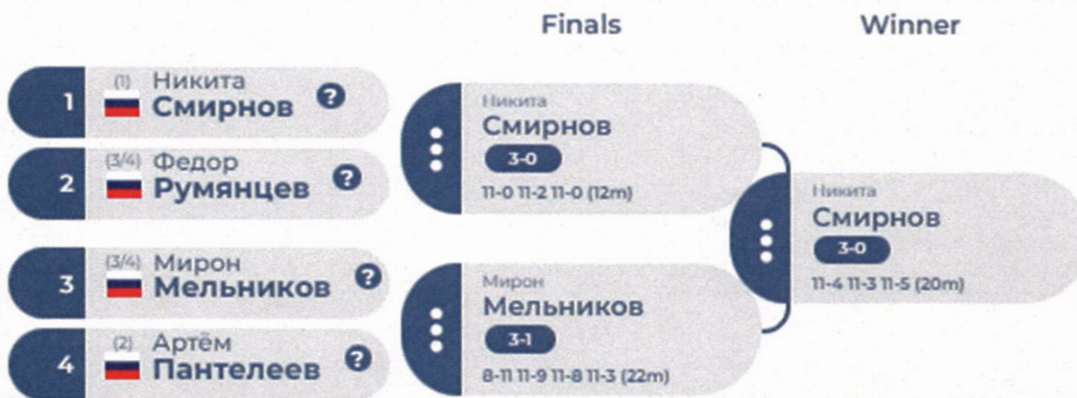 Finals
Winner
1
(1) Никита
Смирнов ?
2
(3/4) Федор
Румянцев ?
3
(3/4) Мирон
Мельников ?
4
(2) Артём
Пантелеев ?
Никита
Смирнов
3-0
11-0 11-2 11-0 (12m)
Мирон
Мельников
3-1
8-11 11-9 11-8 11-3 (22m)
Никита
Смирнов
3-0
11-4 11-3 11-5 (20m)